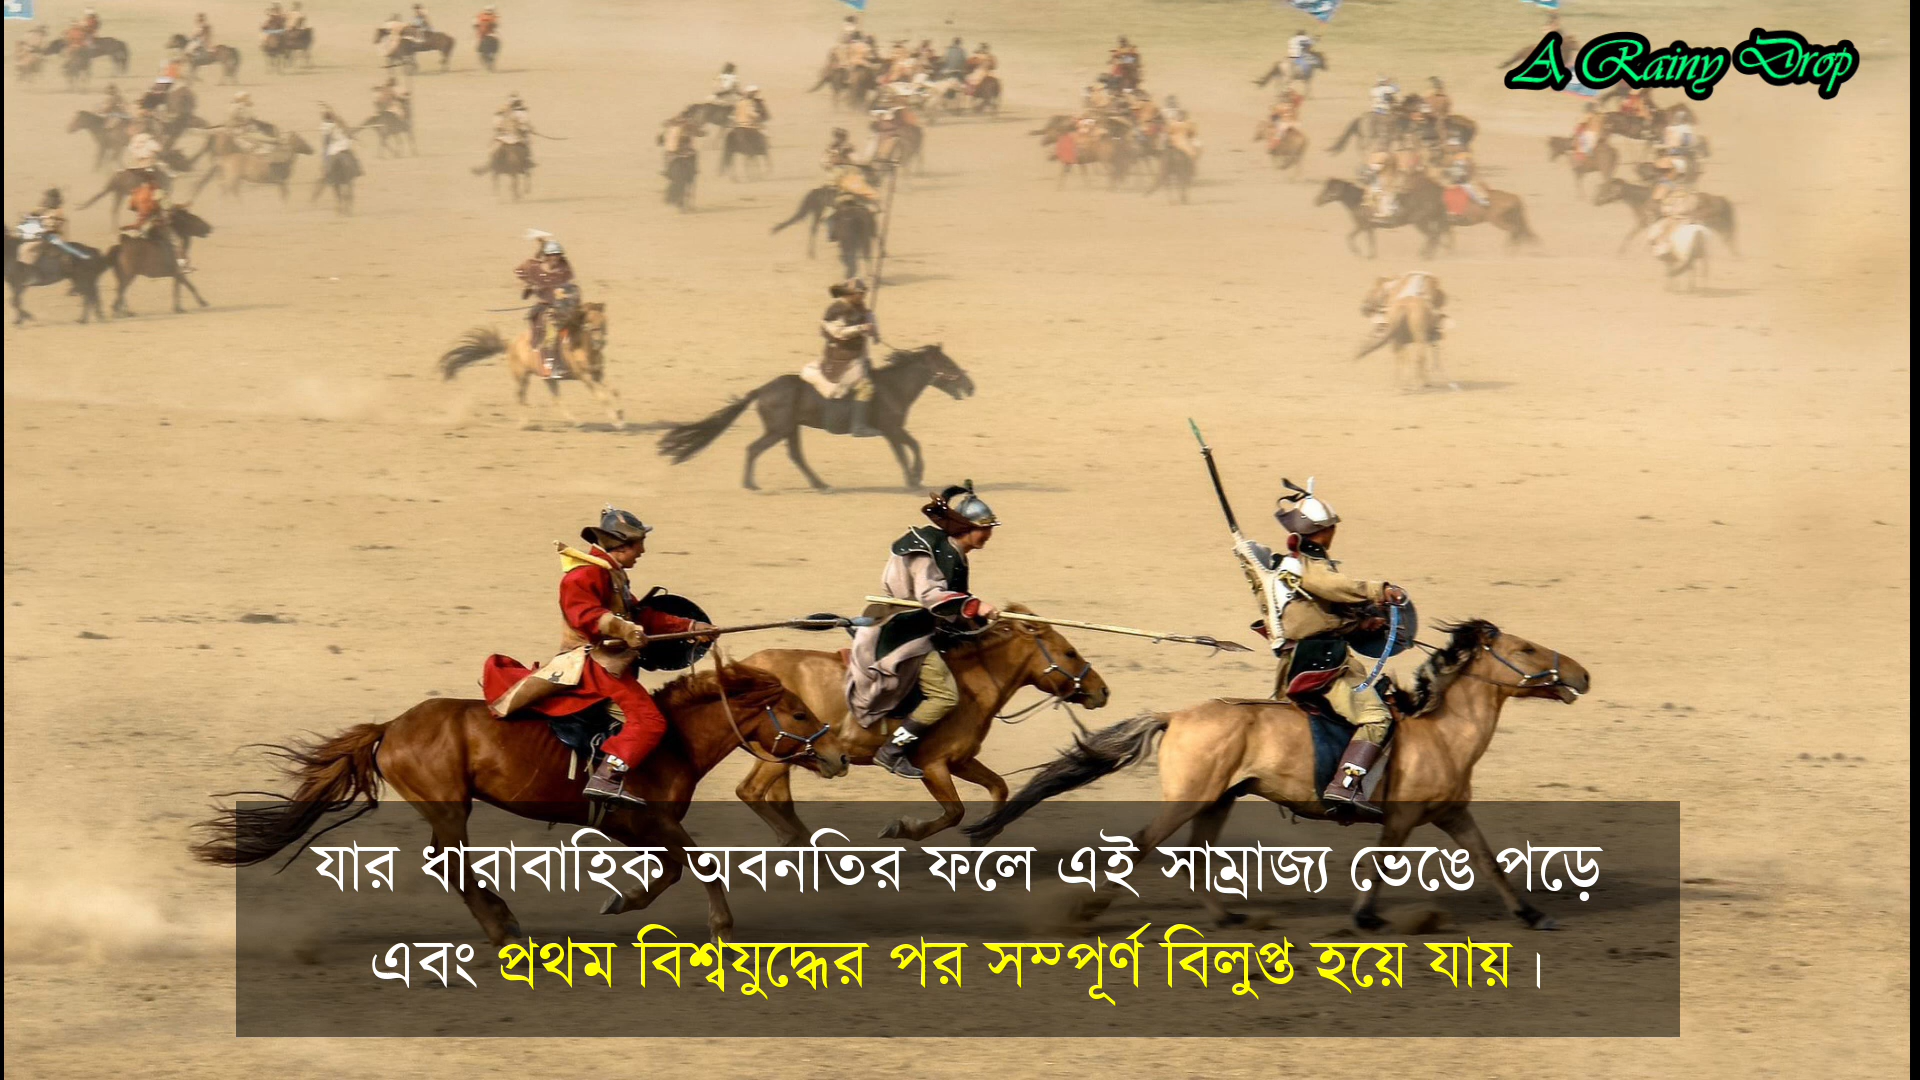 A Rainy Drop
যার ধারাবাহিক অবনতির ফলে এই সাম্রাজ্য ভেঙে পড়ে
এবং প্রথম বিশ্বযুদ্ধের পর সম্পূর্ণ বিলুপ্ত হয়ে যায়।